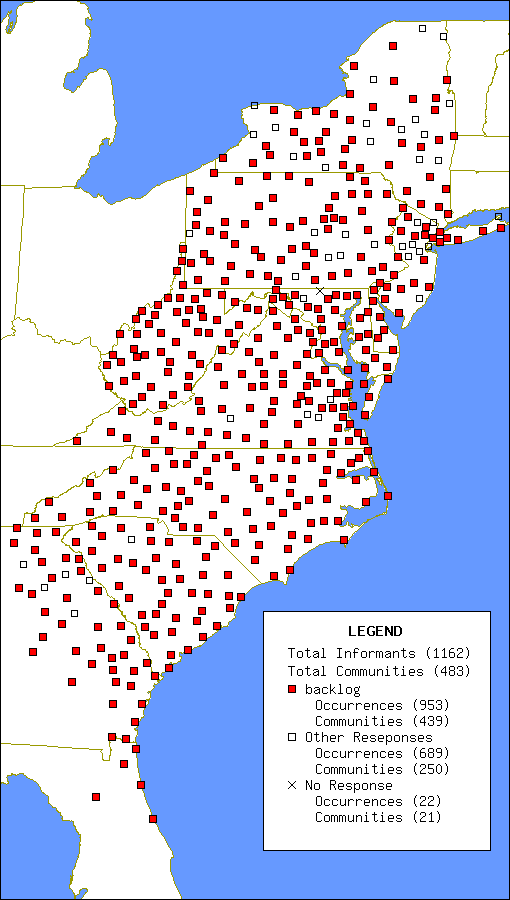 LEGEND
Total Informants (1162)
Total Communities (483)
backlog
Occurrences (953)
Communities (439)
Other Reseponses
Occurrences (689)
Communities (250)
No Response
Occurrences (22)
Communities (21)